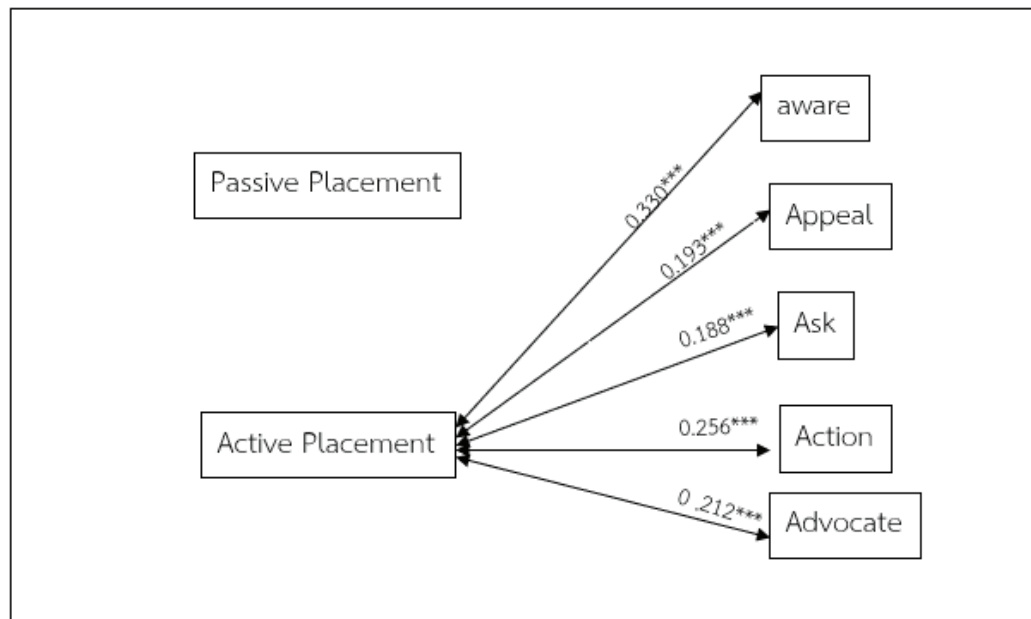 aware
Passive Placement
0.330***
Appeal
0.193***
Ask
0.188***
Active Placement
0.256***
Action
0 .212***
Advocate